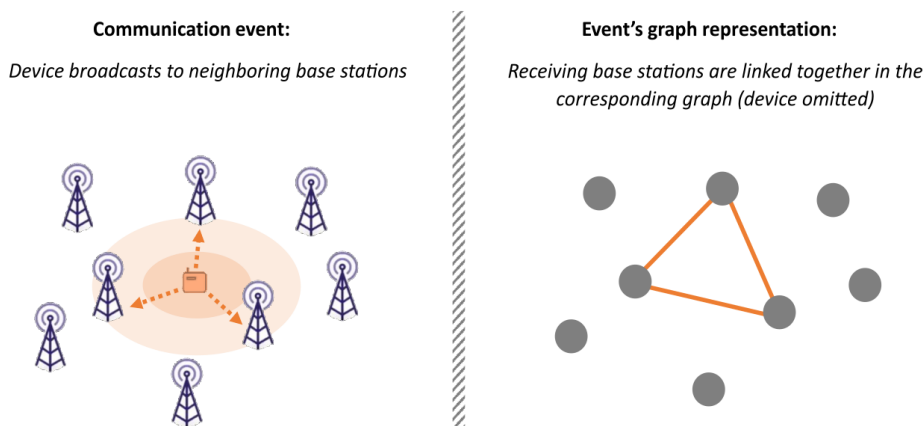 Communication event:
Device broadcasts to neighboring base stations
Event's graph representation:
Receiving base stations are linked together in the
corresponding graph (device omitted)